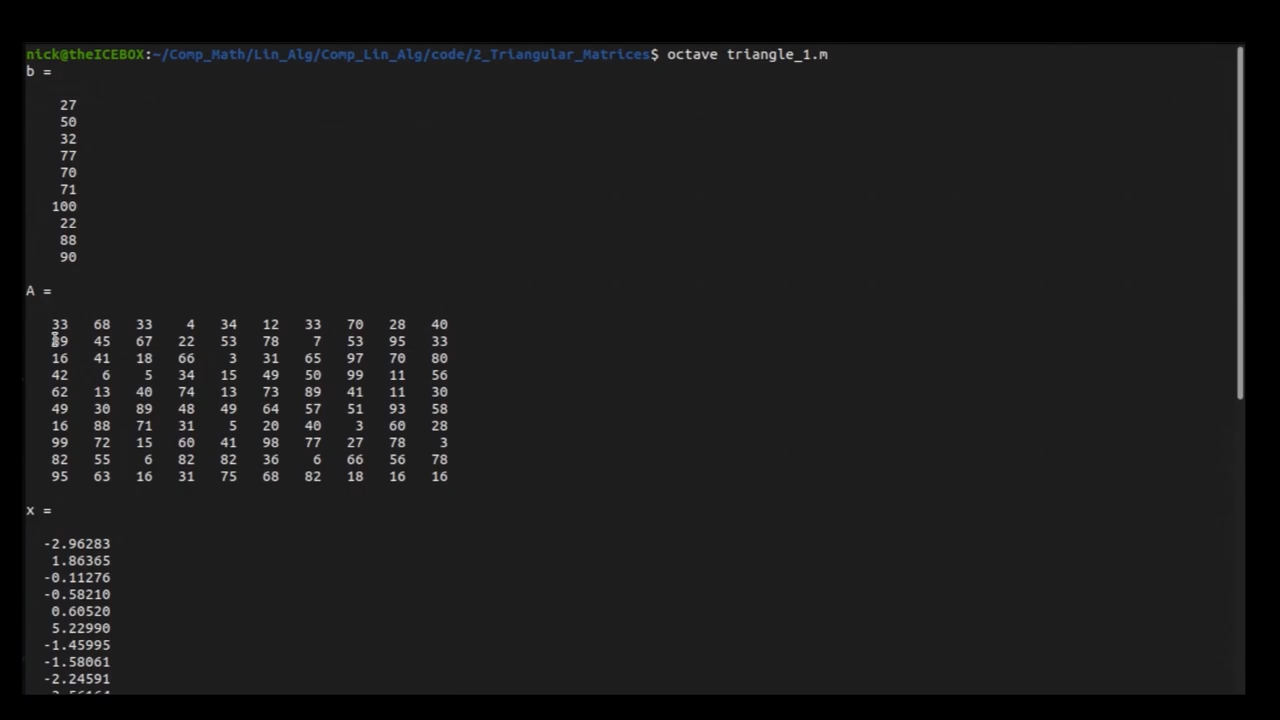 nick@theICEBOX:~/Comp_Math/Lin_Alg/Comp_Lin_Alg/code/2_Triangular_Matrices$ octave triangle_1.m
b =
27
50
32
77
70
71
100
22
88
90
A =
33 68 33 4 34 12 33 70 28 40
45 67 22 53 78 7 53 95 33
16 41 18 66 3 31 65 97 70 80
42 6 5 34 15 49 50 99 11 56
62 13 40 74 13 73 89 41 11 30
49 30 89 48 49 64 57 51 93 58
16 88 71 31 5 20 40 3 60 28
99 72 15 60 41 98 77 27 78 3
82 55 6 82 82 36 6 66 56 78
95 63 16 31 75 68 82 18 16 16
x =
-2.96283
1.86365
-0.11276
-0.58210
0.60520
5.22990
-1.45995
-1.58061
-2.24591